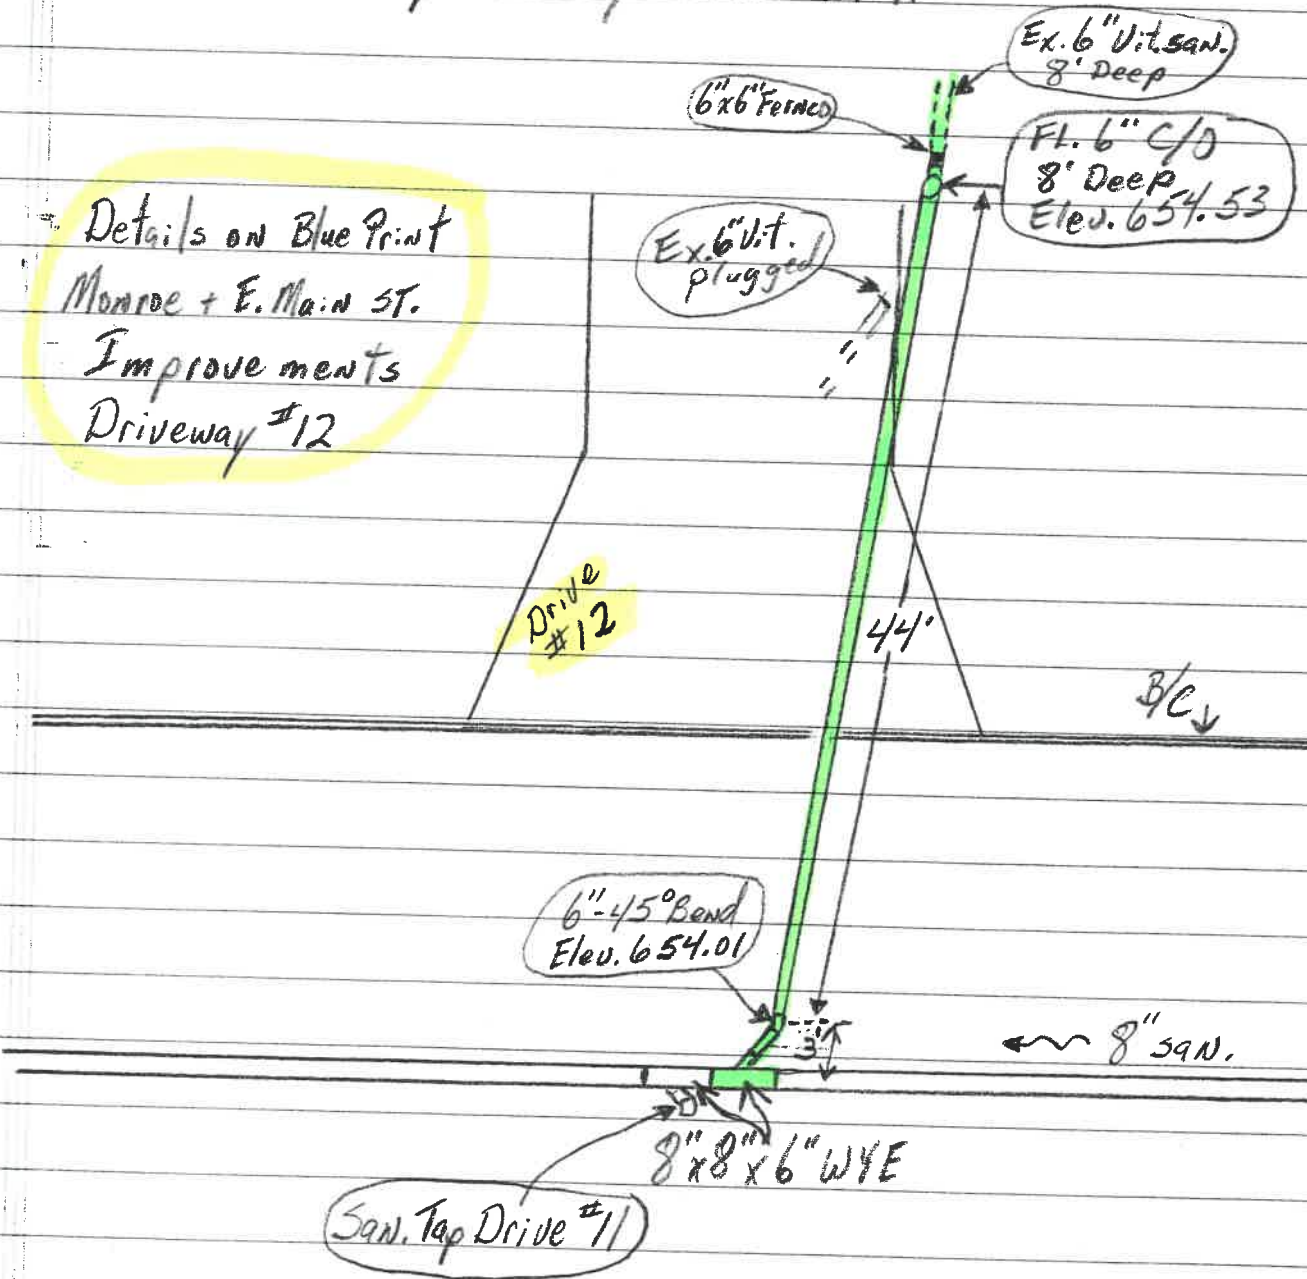 Ex. 6" Vit. san.
8' Deep
6"x6" Fernco
Fl. 6" C/O
8' Deep
Elev. 654.53
Details on Blue Print
Monroe + E. Main ST.
Improvements
Driveway #12
Ex. 6" Vit.
plugged
Drive
#12
44'
B/C
6"-45° Bend
Elev. 654.01
3'
8" san.
8"x8"x6" WYE
San. Tap Drive #11